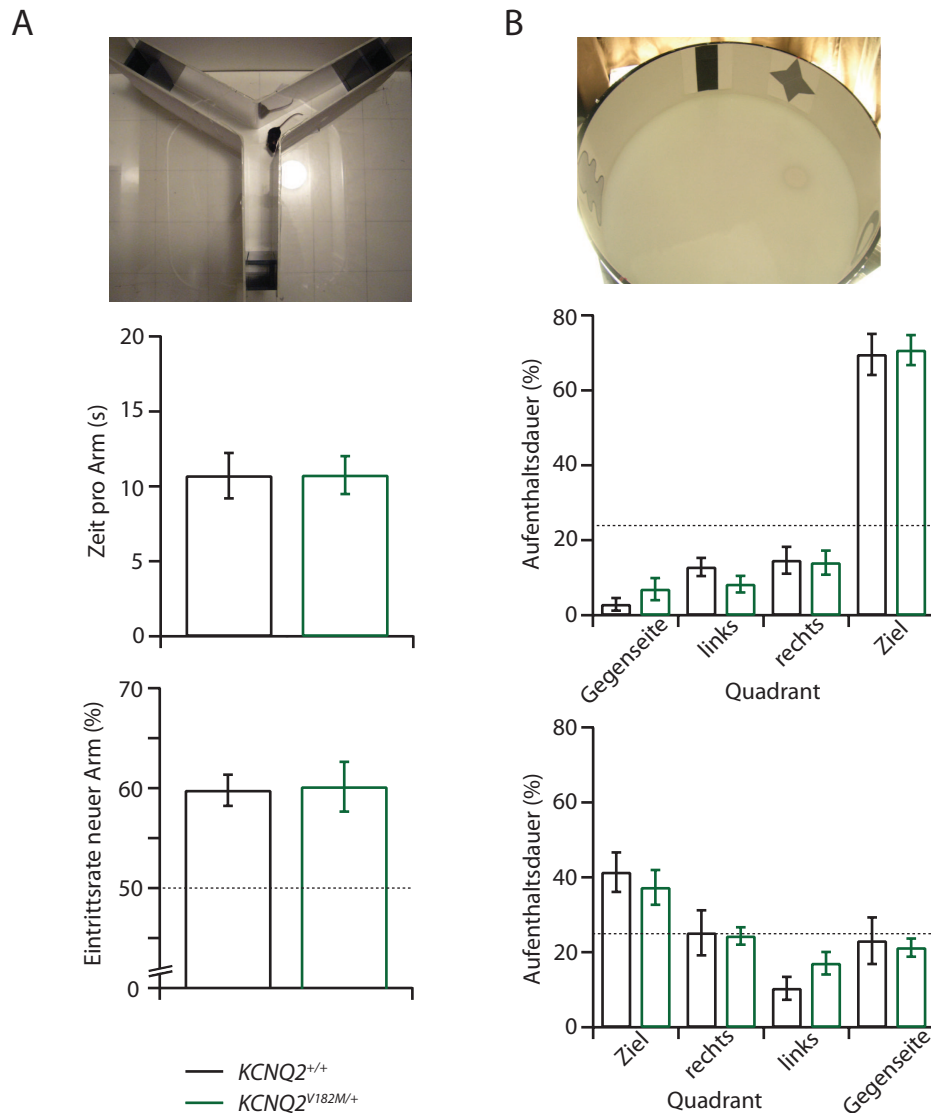 A
B
20
15
10
5
0
Zeit pro Arm (s)
70
60
50
0
Eintrittsrate neuer Arm (%)
80
60
40
20
0
Aufenthaltsdauer (%)
Gegenseite
links
rechts
Ziel
Quadrant
80
60
40
20
0
Aufenthaltsdauer (%)
Ziel
rechts
links
Gegenseite
Quadrant
KCNQ2+/+
KCNQ2V182M/+